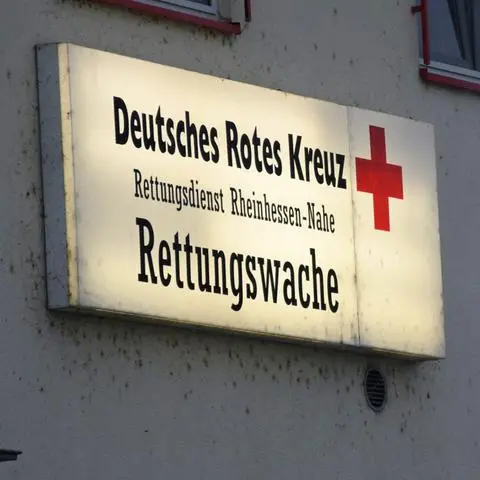 Deutsches Rotes Kreuz
Rettungsdienst Rheinhessen-Nahe
Rettungswache